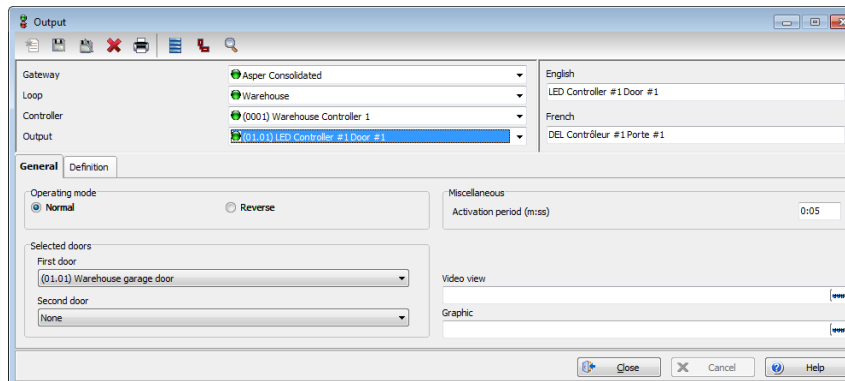 Output
Gateway
Asper Consolidated
Loop
Warehouse
Controller
(0001) Warehouse Controller 1
Output
(01.01) LED Controller #1 Door #1
English
LED Controller #1 Door #1
French
DEL Contrôleur #1 Porte #1
General
Definition
Operating mode
Normal
Reverse
Miscellaneous
Activation period (m:ss)
0:05
Selected doors
First door
(01.01) Warehouse garage door
Second door
None
Video view
Graphic
Close
Cancel
Help